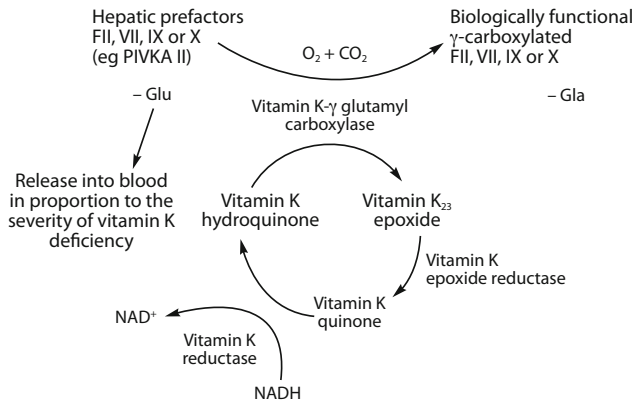 Hepatic prefactors
FII, VII, IX or X
(eg PIVKA II)
O₂ + CO₂
Biologically functional
γ-carboxylated
FII, VII, IX or X
– Glu
– Gla
Vitamin K-γ glutamyl
carboxylase
Release into blood
in proportion to the
severity of vitamin K
deficiency
Vitamin K
hydroquinone
Vitamin K₂₃
epoxide
Vitamin K
epoxide reductase
Vitamin K
quinone
NAD⁺
Vitamin K
reductase
NADH